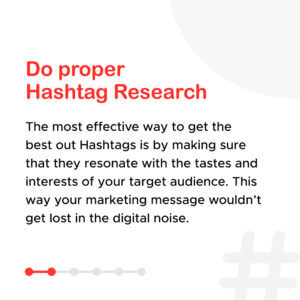 Do proper
Hashtag Research
The most effective way to get the
best out Hashtags is by making sure
that they resonate with the tastes and
interests of your target audience. This
way your marketing message wouldn't
get lost in the digital noise.
#